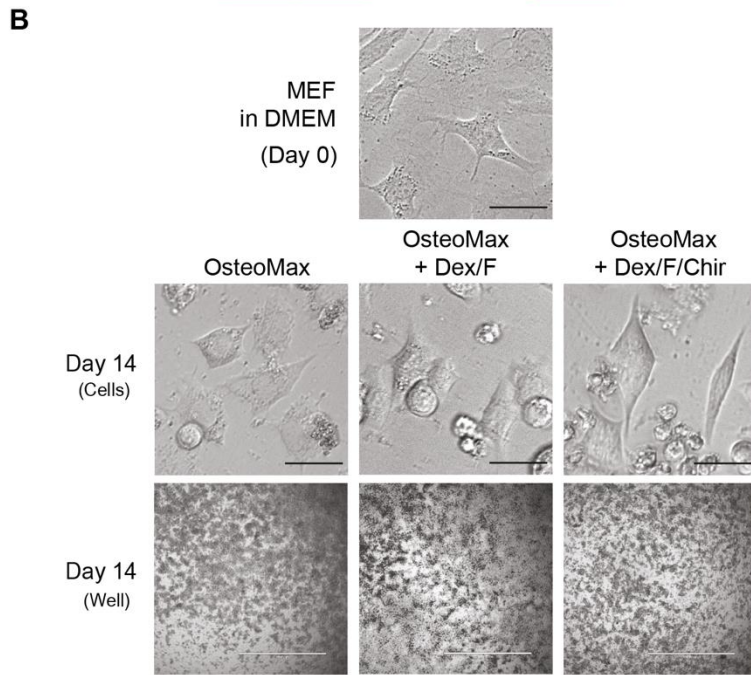 B
MEF
in DMEM
(Day 0)
OsteoMax
OsteoMax
+ Dex/F
OsteoMax
+ Dex/F/Chir
Day 14
(Cells)
Day 14
(Well)